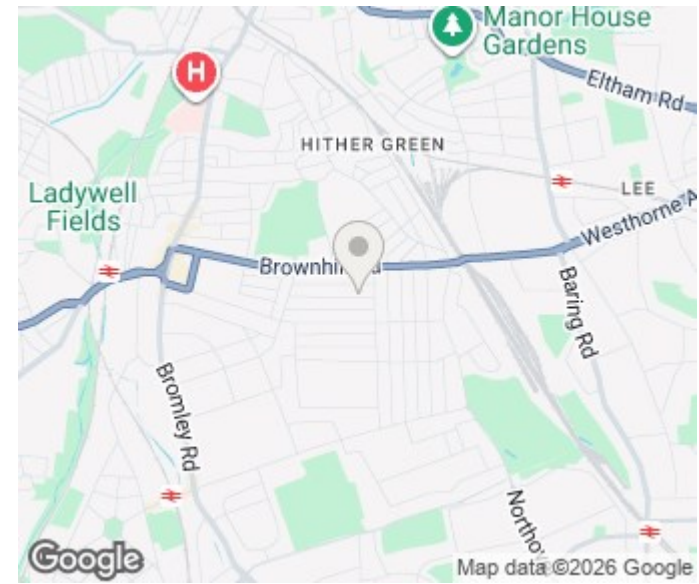 Manor House
Gardens
H
Eltham Rd
HITHER GREEN
Ladywell
Fields
LEE
Westhorne A
Baring Rd
Bromley Rd
Google
Map data ©2026 Google